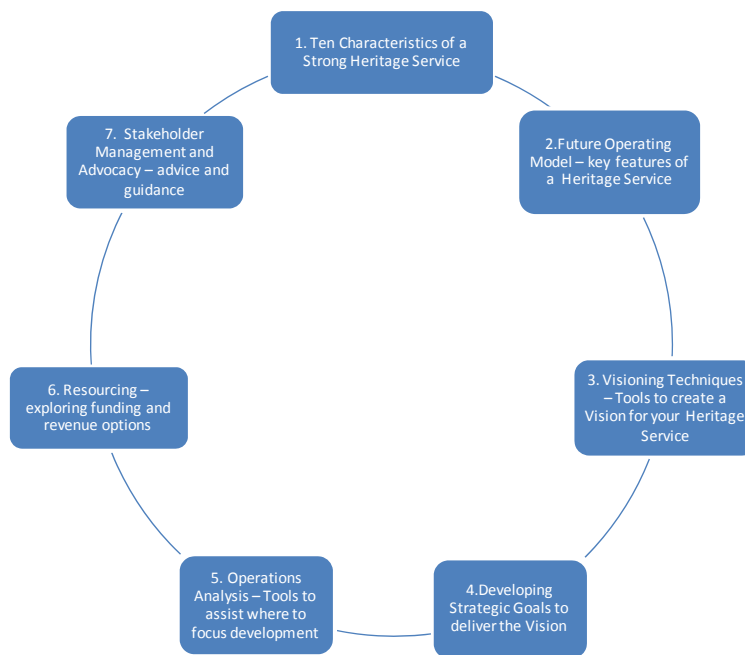 1. Ten Characteristics of a
Strong Heritage Service
2.Future Operating
Model – key features of
a Heritage Service
3. Visioning Techniques
– Tools to create a
Vision for your Heritage
Service
4.Developing
Strategic Goals to
deliver the Vision
5. Operations
Analysis – Tools to
assist where to
focus development
6. Resourcing –
exploring funding and
revenue options
7. Stakeholder
Management and
Advocacy – advice and
guidance